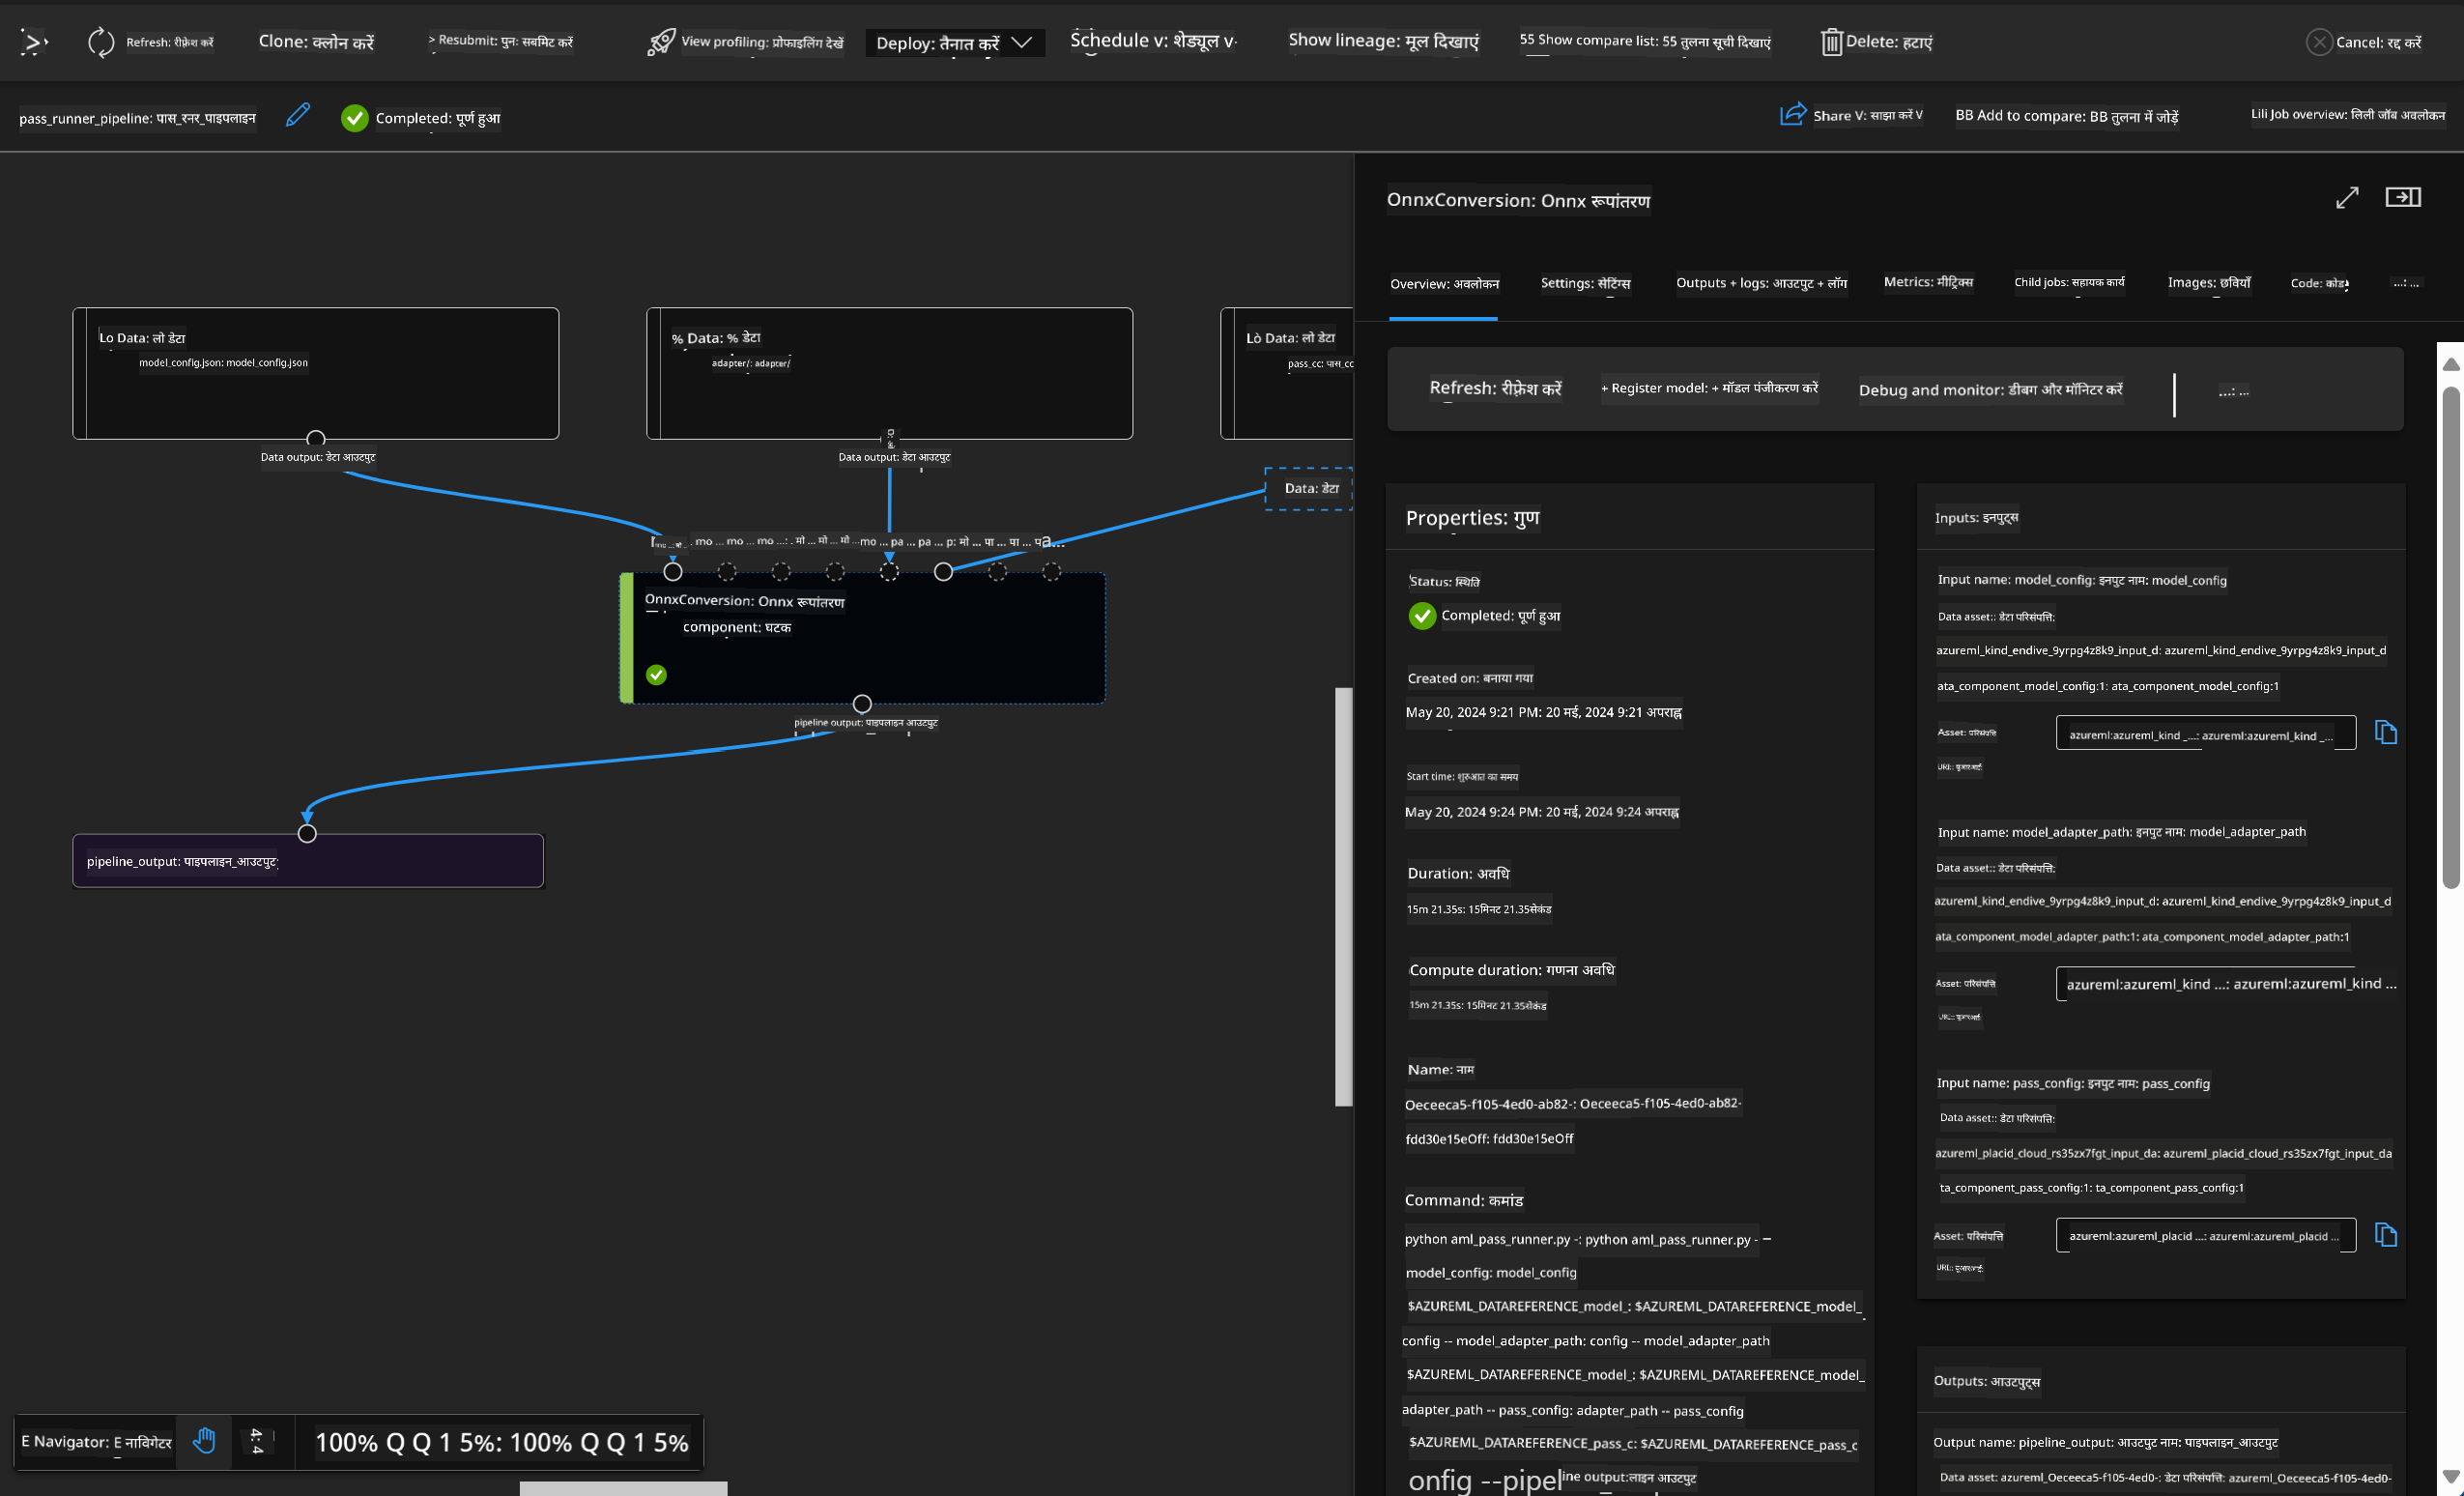 Refresh: रीफ़्रेश करें
Clone: क्लोन करें
> Resubmit: पुनः सबमिट करें
View profiling: प्रोफाइलिंग देखें
Deploy: तैनात करें
Schedule v: शेड्यूल v
Show lineage: मूल दिखाएं
55 Show compare list: 55 तुलना सूची दिखाएं
Delete: हटाएं
Cancel: रद्द करें
pass_runner_pipeline: पास_रनर_पाइपलाइन
Completed: पूर्ण हुआ
Share V: साझा करें V
BB Add to compare: BB तुलना में जोड़ें
Lili Job overview: लिली जॉब अवलोकन
Lo Data: लो डेटा
model_config.json: model_config.json
Data output: डेटा आउटपुट
% Data: % डेटा
adapter/: adapter/
Data output: डेटा आउटपुट
Lò Data: लो डेटा
pass_cc: पास_cc
Data: डेटा
mo ... mo ... mo ...: . मो ... मो ... मो ...
mo ... pa ... pa ... p: मो ... पा ... पा ... प
a...
OnnxConversion: Onnx रूपांतरण
component: घटक
pipeline output: पाइपलाइन आउटपुट
pipeline_output: पाइपलाइन_आउटपुट
E Navigator: E नाविगेटर
4: 4
100% Q Q 1 5%: 100% Q Q 1 5%
OnnxConversion: Onnx रूपांतरण
Overview: अवलोकन
Settings: सेटिंग्स
Outputs + logs: आउटपुट + लॉग
Metrics: मीट्रिक्स
Child jobs: सहायक कार्य
Images: छवियाँ
Code: कोड
...: ...
Refresh: रीफ़्रेश करें
+ Register model: + मॉडल पंजीकरण करें
Debug and monitor: डीबग और मॉनिटर करें
...: ...
Properties: गुण
Status: स्थिति
Completed: पूर्ण हुआ
Created on: बनाया गया
May 20, 2024 9:21 PM: 20 मई, 2024 9:21 अपराह्न
Start time: शुरुआत का समय
May 20, 2024 9:24 PM: 20 मई, 2024 9:24 अपराह्न
Duration: अवधि
15m 21.35s: 15मिनट 21.35सेकंड
Compute duration: गणना अवधि
15m 21.35s: 15मिनट 21.35सेकंड
Name: नाम
Oeceeca5-f105-4ed0-ab82-: Oeceeca5-f105-4ed0-ab82-
fdd30e15eOff: fdd30e15eOff
Command: कमांड
python aml_pass_runner.py -: python aml_pass_runner.py - –
model_config: model_config
$AZUREML_DATAREFERENCE_model_: $AZUREML_DATAREFERENCE_model_
config -- model_adapter_path: config -- model_adapter_path
$AZUREML_DATAREFERENCE_model_: $AZUREML_DATAREFERENCE_model_
adapter_path -- pass_config: adapter_path -- pass_config
$AZUREML_DATAREFERENCE_pass_c: $AZUREML_DATAREFERENCE_pass_c
onfig --pipeline output:लाइन आउटपुट
Inputs: इनपुट्स
Input name: model_config: इनपुट नाम: model_config
Data asset:: डेटा परिसंपत्ति:
azureml_kind_endive_9yrpg4z8k9_input_d: azureml_kind_endive_9yrpg4z8k9_input_d
ata_component_model_config:1: ata_component_model_config:1
Asset: परिसंपत्ति
azureml:azureml_kind _...: azureml:azureml_kind _...
URI:: यूआरआई:
Input name: model_adapter_path: इनपुट नाम: model_adapter_path
Data asset:: डेटा परिसंपत्ति:
azureml_kind_endive_9yrpg4z8k9_input_d: azureml_kind_endive_9yrpg4z8k9_input_d
ata_component_model_adapter_path:1: ata_component_model_adapter_path:1
Asset: परिसंपत्ति
azureml:azureml_kind ...: azureml:azureml_kind ...
URI:: यूआरआई:
Input name: pass_config: इनपुट नाम: pass_config
Data asset:: डेटा परिसंपत्ति:
azureml_placid_cloud_rs35zx7fgt_input_da: azureml_placid_cloud_rs35zx7fgt_input_da
ta_component_pass_config:1: ta_component_pass_config:1
Asset: परिसंपत्ति
azureml:azureml_placid ...: azureml:azureml_placid ...
URI:: यूआरआई:
Outputs: आउटपुट्स
Output name: pipeline_output: आउटपुट नाम: पाइपलाइन_आउटपुट
Data asset: azureml_Oeceeca5-f105-4ed0-: डेटा परिसंपत्ति: azureml_Oeceeca5-f105-4ed0-